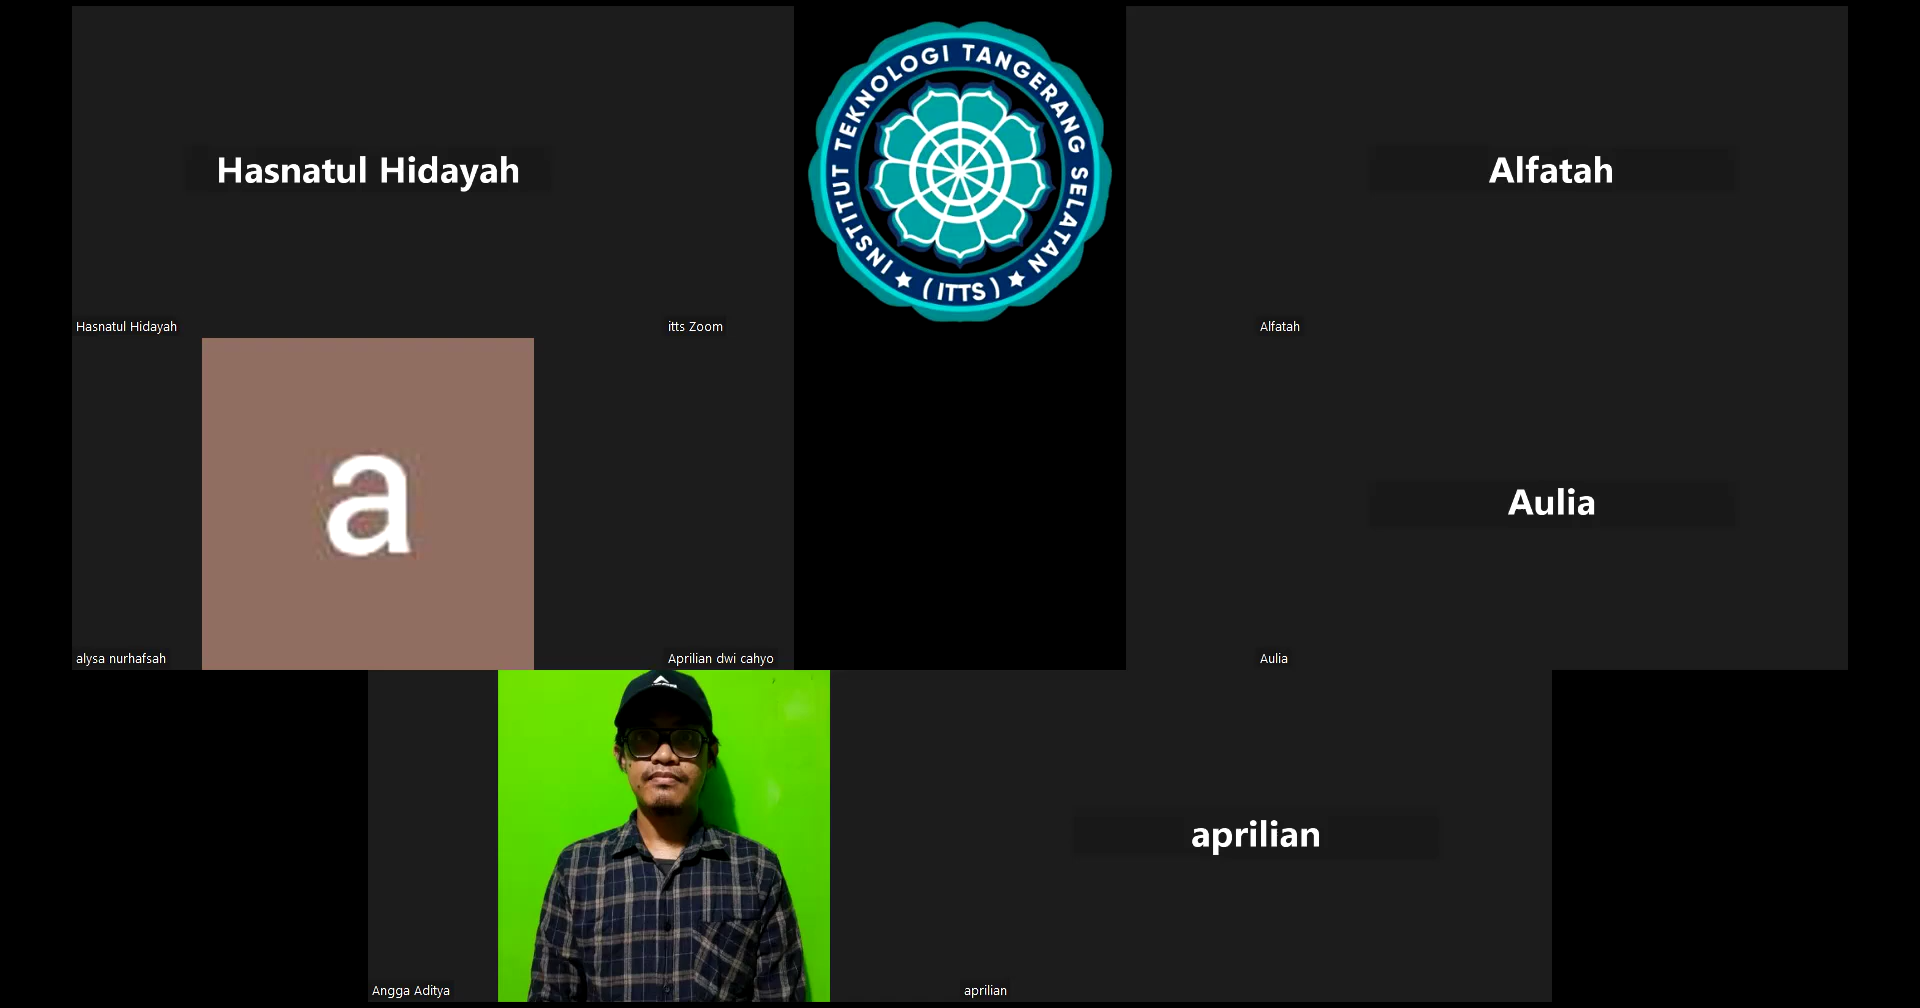 Hasnatul Hidayah
INSTITUT TEKNOLOGI TANGERANG SELATAN
( ITTS )
Alfatah
Hasnatul Hidayah
itts Zoom
Alfatah
a
Aulia
alysa nurhafsah
Aprilian dwi cahyo
Aulia
aprilian
Angga Aditya
aprilian